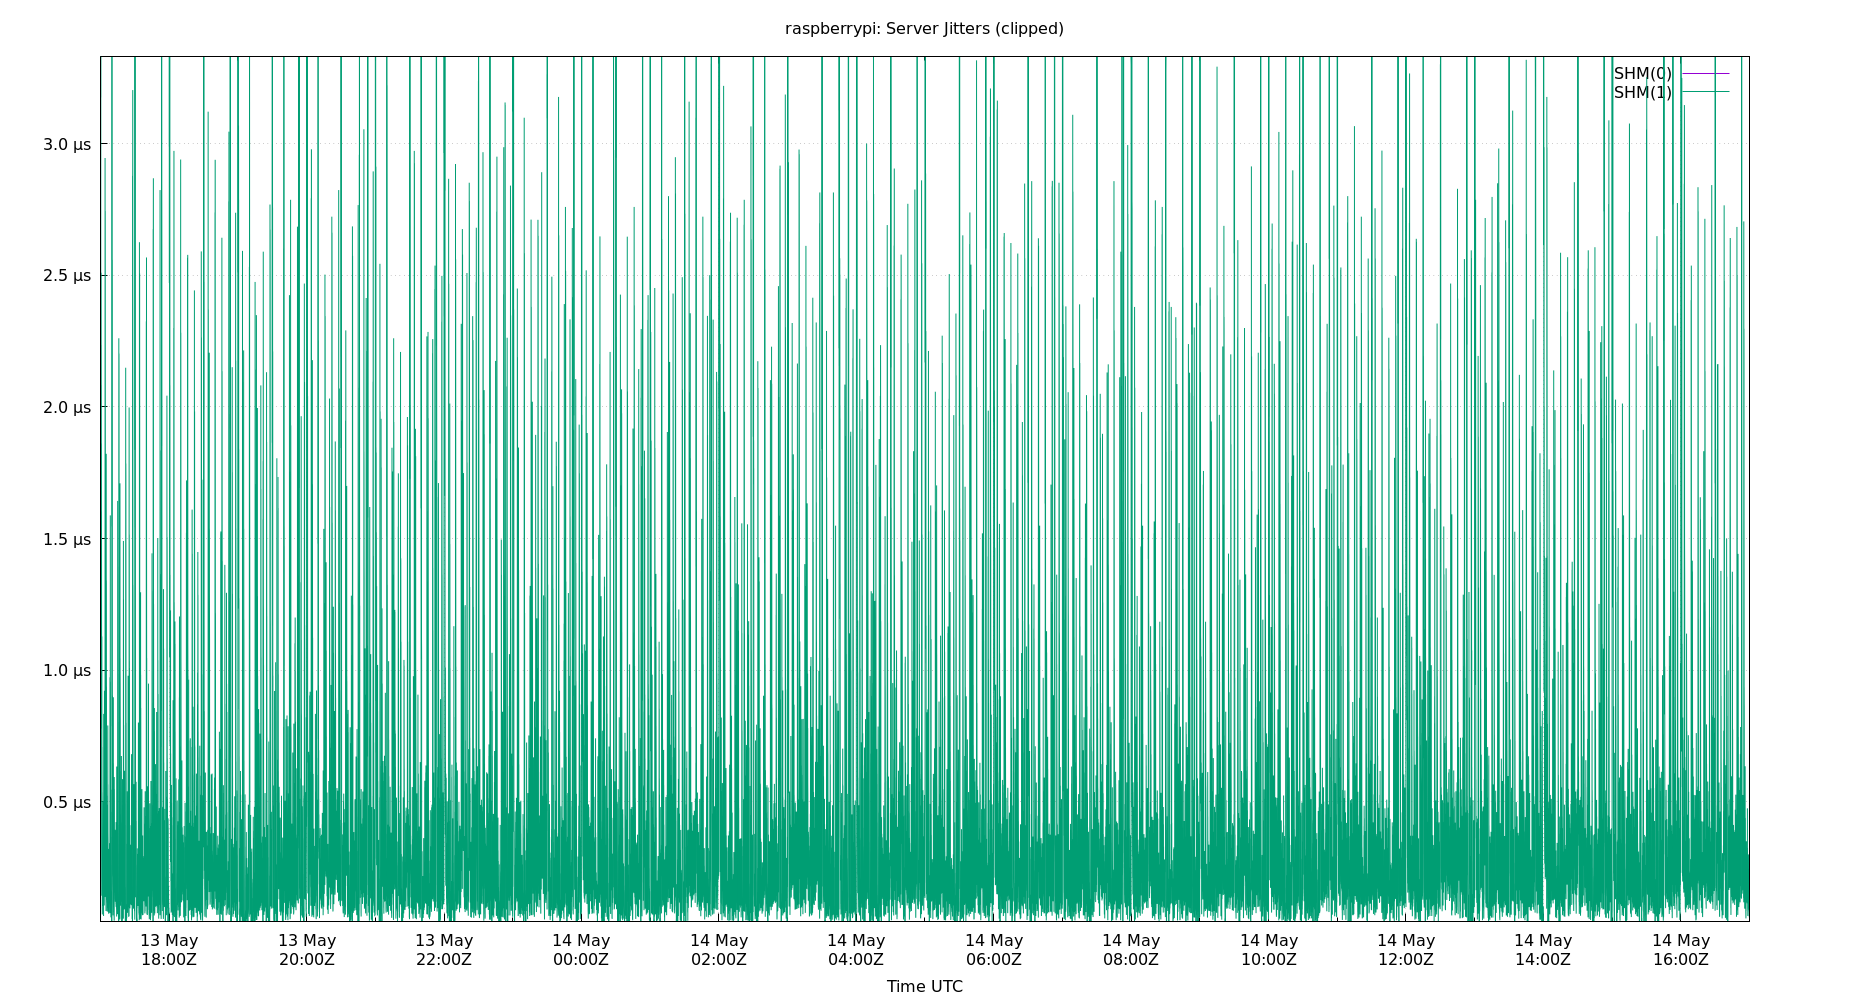 raspberrypi: Server Jitters (clipped)
SHM(0)
SHM(1)
3.0 µs
2.5 µs
2.0 µs
1.5 µs
1.0 µs
0.5 µs
13 May 13 May 13 May 14 May 14 May 14 May 14 May 14 May 14 May 14 May 14 May 14 May
18:00Z 20:00Z 22:00Z 00:00Z 02:00Z 04:00Z 06:00Z 08:00Z 10:00Z 12:00Z 14:00Z 16:00Z
Time UTC